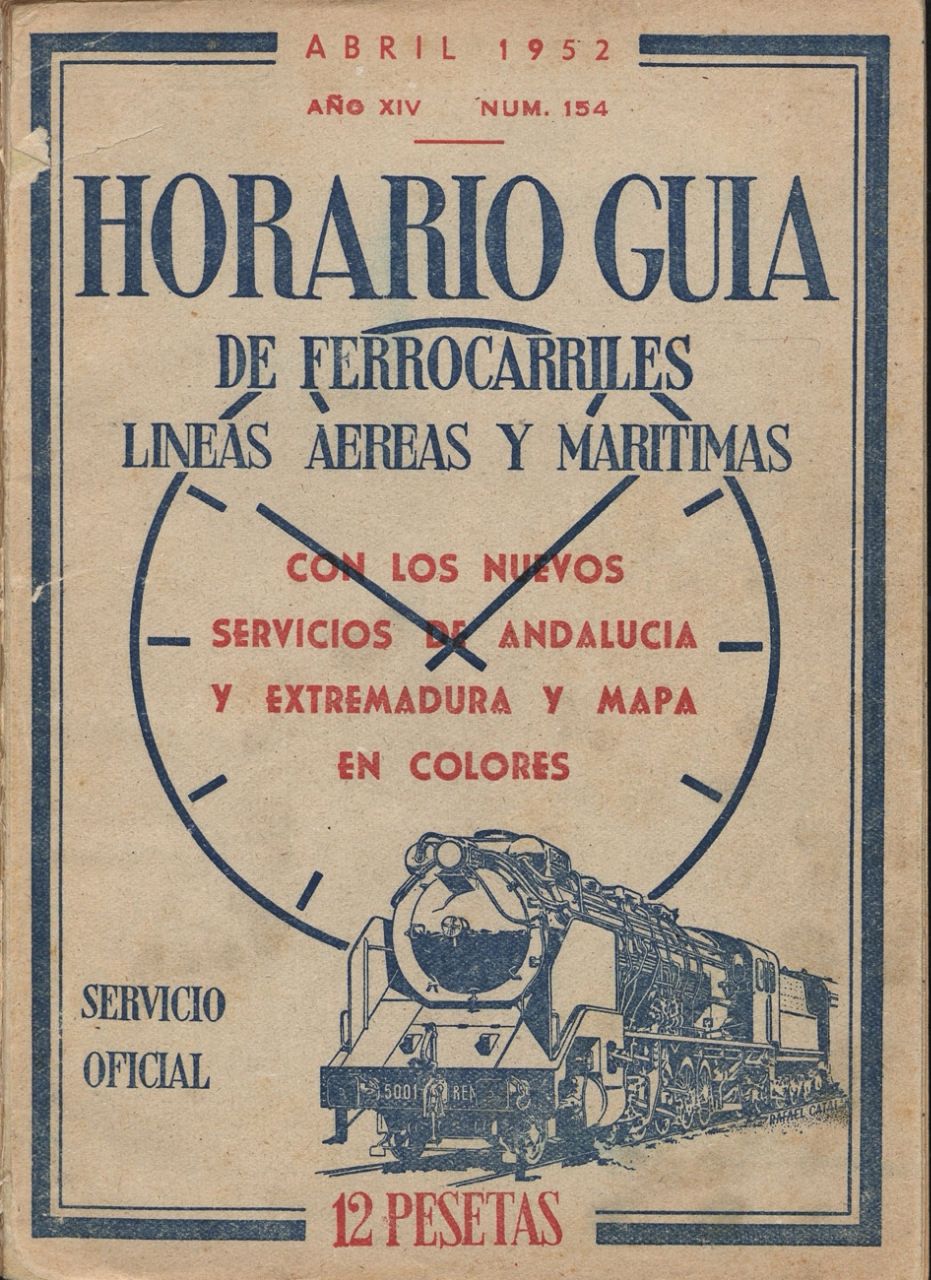 ABRIL 1952
AÑO XIV NUM. 154
HORARIO GUIA
DE FERROCARRILES
LINEAS AEREAS Y MARITIMAS
CON LOS NUEVOS
SERVICIOS DE ANDALUCIA
Y EXTREMADURA Y MAPA
EN COLORES
SERVICIO
OFICIAL
5001 REN
RAFAEL CATAL
12 PESETAS